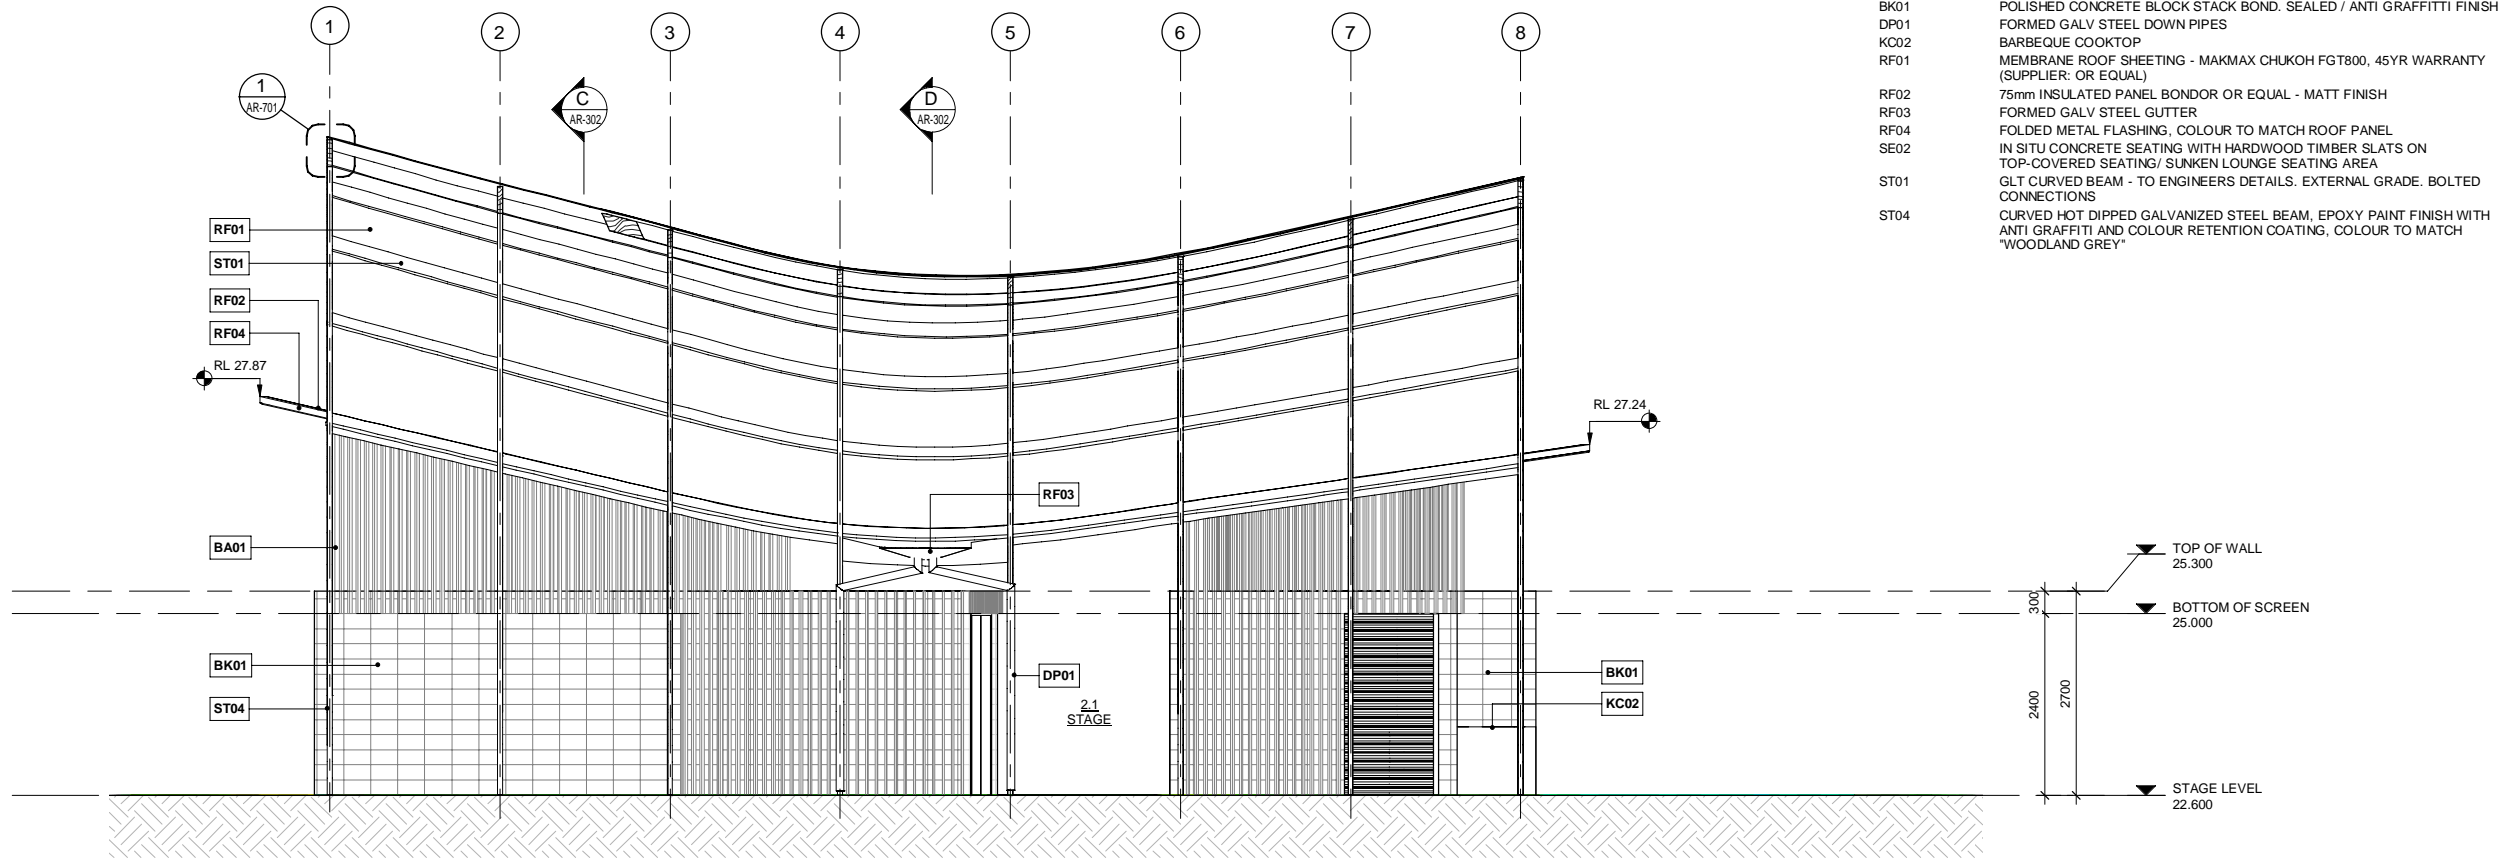 1
2
3
4
5
6
7
8
BK01 POLISHED CONCRETE BLOCK STACK BOND. SEALED / ANTI GRAFFITTI FINISH
DP01 FORMED GALV STEEL DOWN PIPES
KC02 BARBEQUE COOKTOP
RF01 MEMBRANE ROOF SHEETING - MAKMAX CHUKOH FGT800, 45YR WARRANTY
(SUPPLIER: OR EQUAL)
RF02 75mm INSULATED PANEL BONDOR OR EQUAL - MATT FINISH
RF03 FORMED GALV STEEL GUTTER
RF04 FOLDED METAL FLASHING, COLOUR TO MATCH ROOF PANEL
SE02 IN SITU CONCRETE SEATING WITH HARDWOOD TIMBER SLATS ON
TOP-COVERED SEATING/ SUNKEN LOUNGE SEATING AREA
ST01 GLT CURVED BEAM - TO ENGINEERS DETAILS. EXTERNAL GRADE. BOLTED
CONNECTIONS
ST04 CURVED HOT DIPPED GALVANIZED STEEL BEAM, EPOXY PAINT FINISH WITH
ANTI GRAFFITI AND COLOUR RETENTION COATING, COLOUR TO MATCH
"WOODLAND GREY"
1
AR-701
C
AR-302
D
AR-302
RF01
ST01
RF02
RF04
RL 27.87
RL 27.24
RF03
BA01
TOP OF WALL
25.300
300
BOTTOM OF SCREEN
25.000
BK01
DP01
BK01
ST04
2.1
STAGE
KC02
2400
2700
STAGE LEVEL
22.600